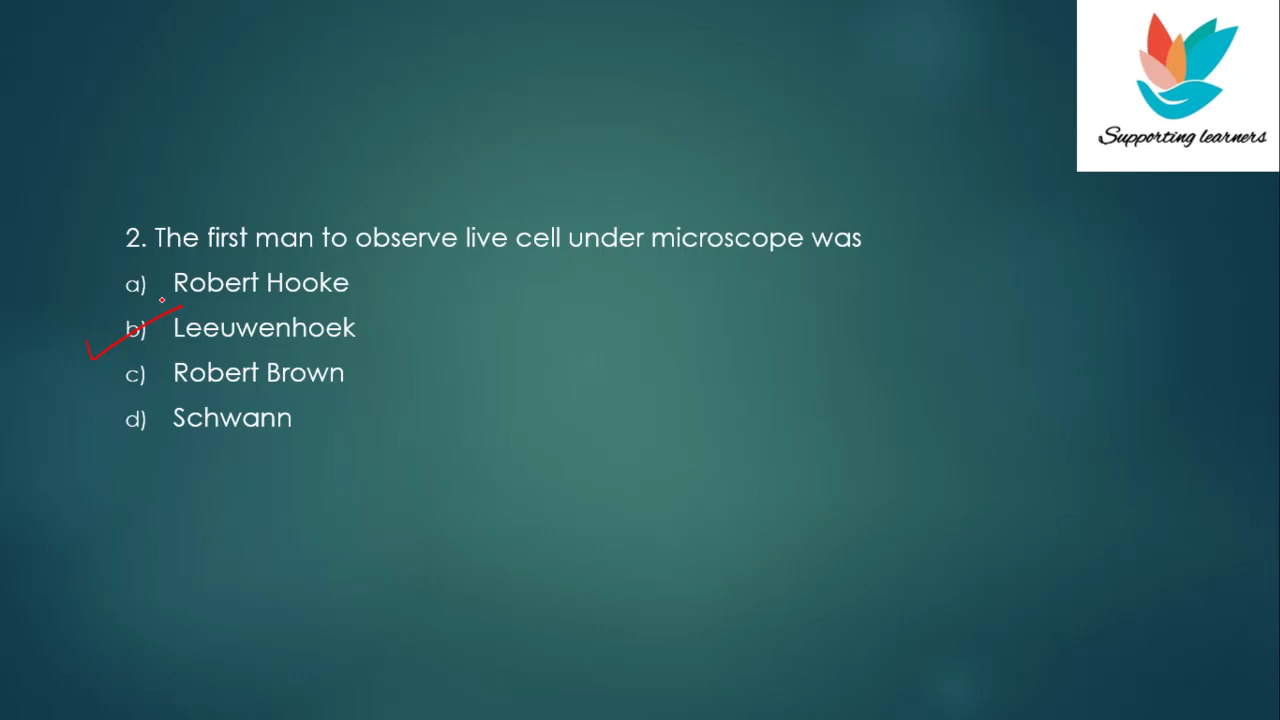 Supporting learners
2. The first man to observe live cell under microscope was
a) Robert Hooke
b) Leeuwenhoek
c) Robert Brown
d) Schwann